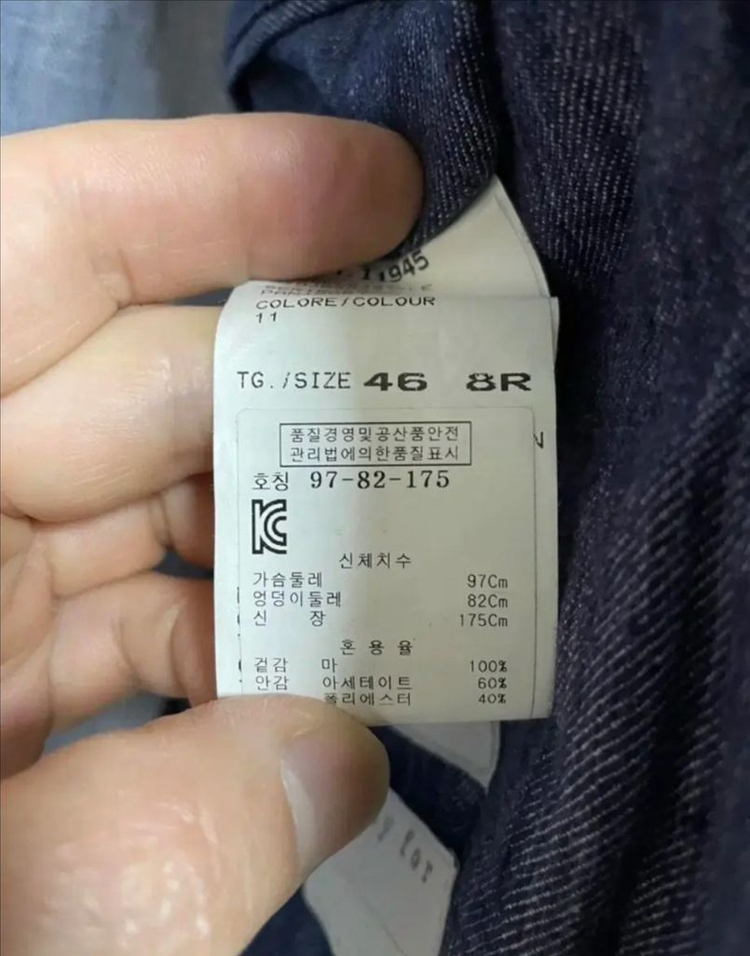 11945
COLORE/COLOUR
11
TG./SIZE 46 8R
품질경영및공산품안전
관리법에의한품질표시
N
호칭 97-82-175
신체치수
가슴둘레 97Cm
엉덩이둘레 82Cm
신 장 175Cm
혼 용 율
겉감 마 100%
안감 아세테이트 60%
폴리에스터 40%
for